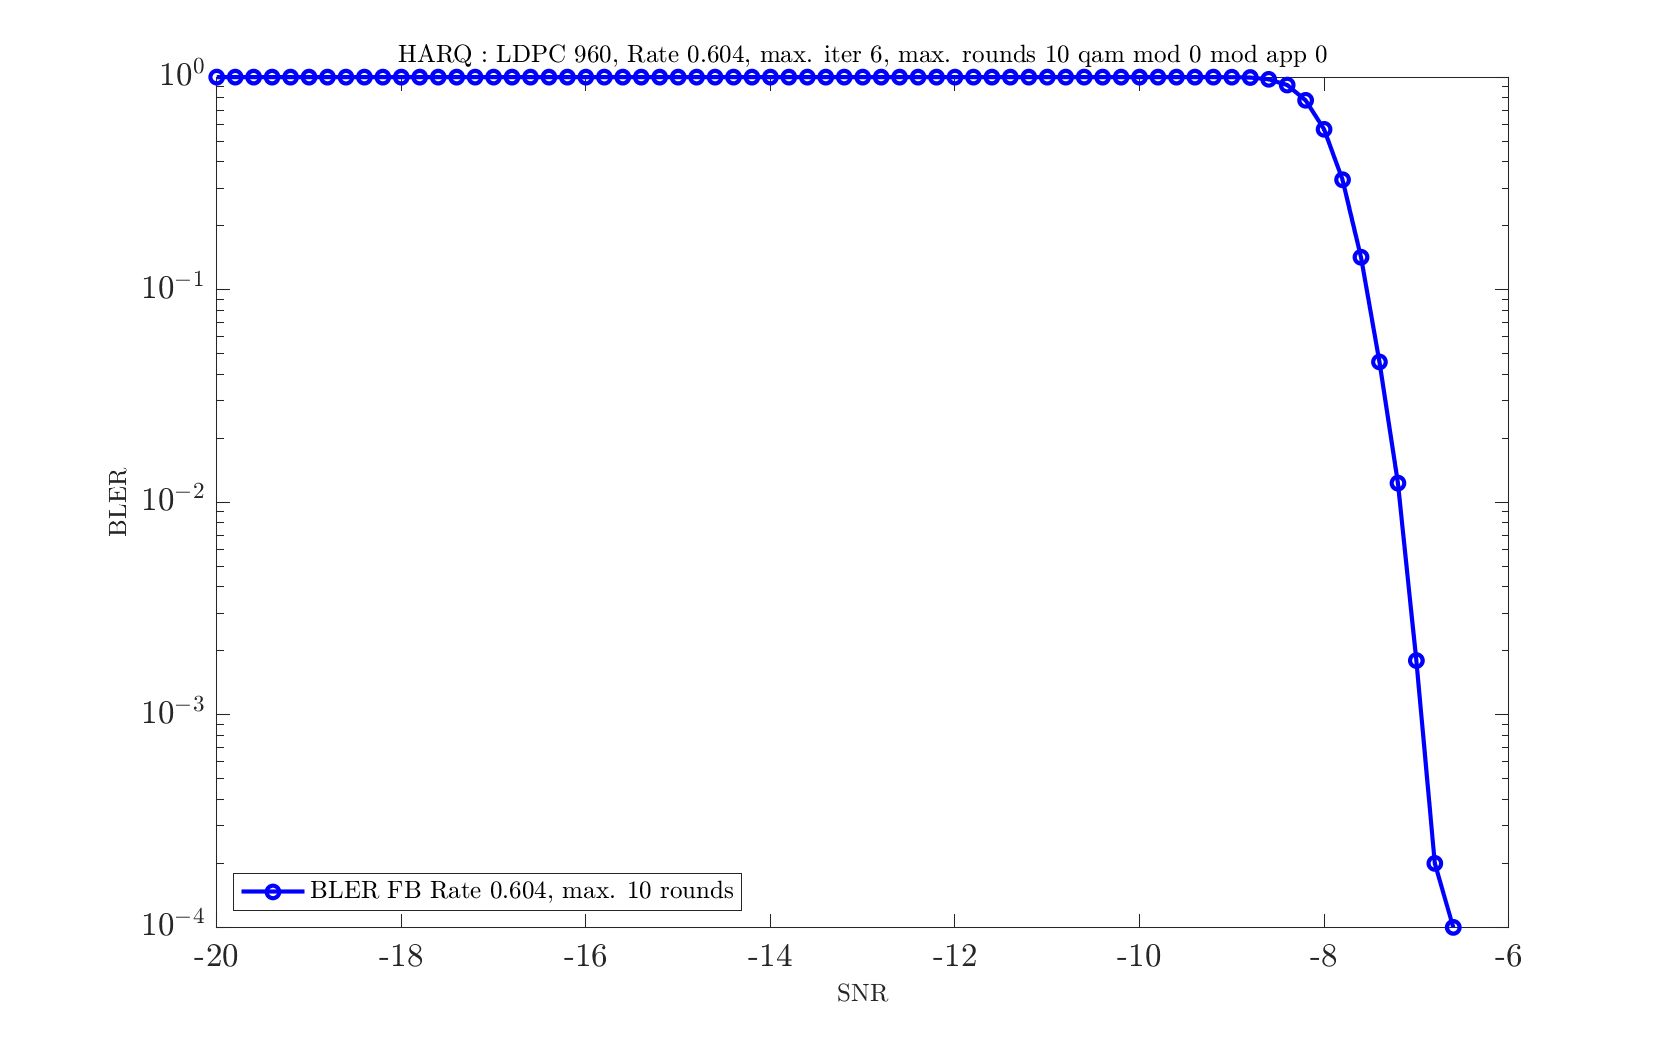 HARQ : LDPC 960, Rate 0.604, max. iter 6, max. rounds 10 qam mod 0 mod app 0
10^0
10^−1
10^−2
10^−3
10^−4
BLER
BLER FB Rate 0.604, max. 10 rounds
-20 -18 -16 -14 -12 -10 -8 -6
SNR